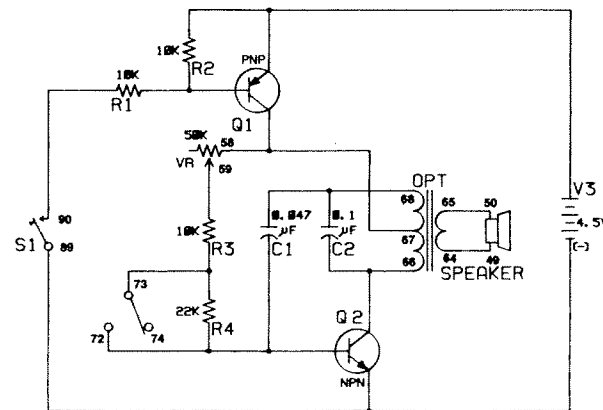 10K
R2
PNP
10K
R1
Q1
50K
58
VR
59
OPT
V3
90
S1
89
0.047
µF
C1
0.1
µF
C2
68
65
50
67
66
64
49
SPEAKER
4.5V
(-)
10K
R3
73
22K
R4
72
74
Q2
NPN